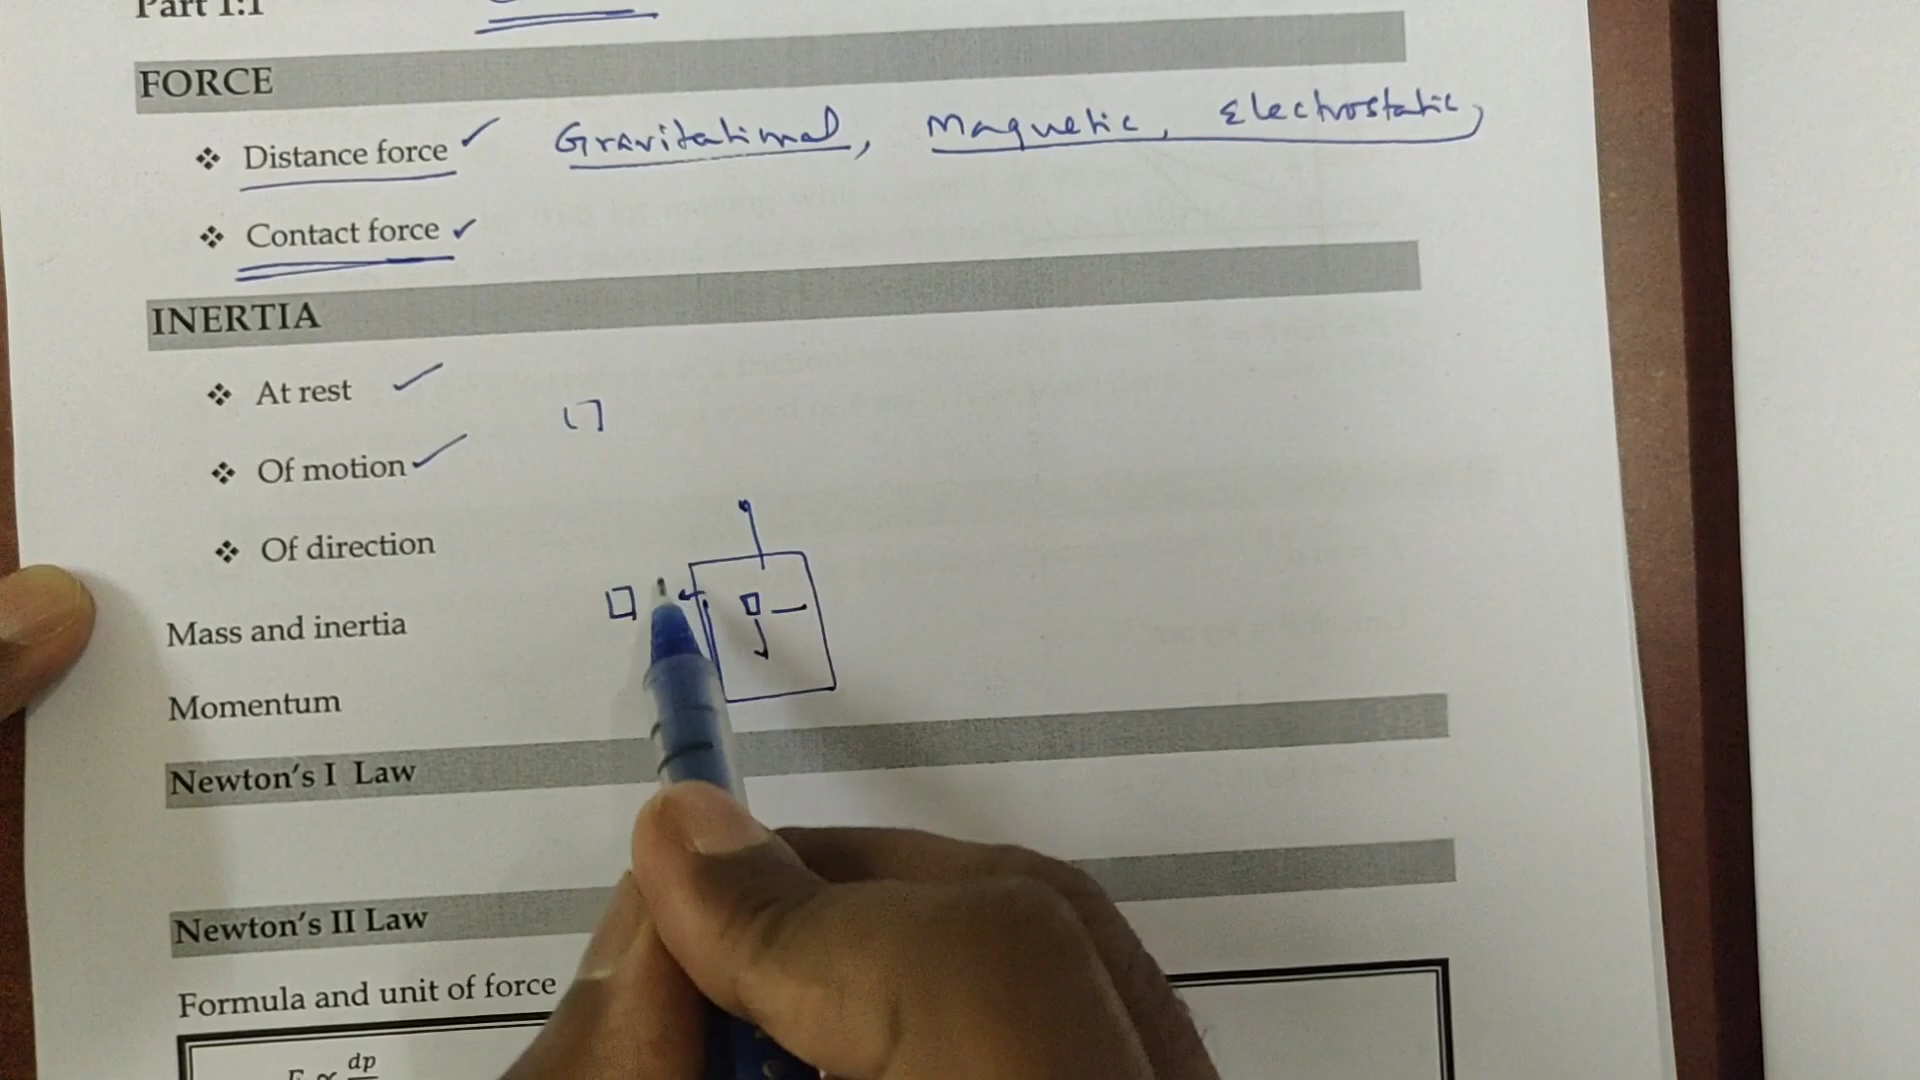 Part 1:1
FORCE
❖ Distance force ✓ Gravitational, Magnetic, Electrostatic,
❖ Contact force ✓
INERTIA
❖ At rest ✓
❖ Of motion ✓
❖ Of direction
Mass and inertia
Momentum
Newton's I Law
Newton's II Law
Formula and unit of force
F ∝ dp